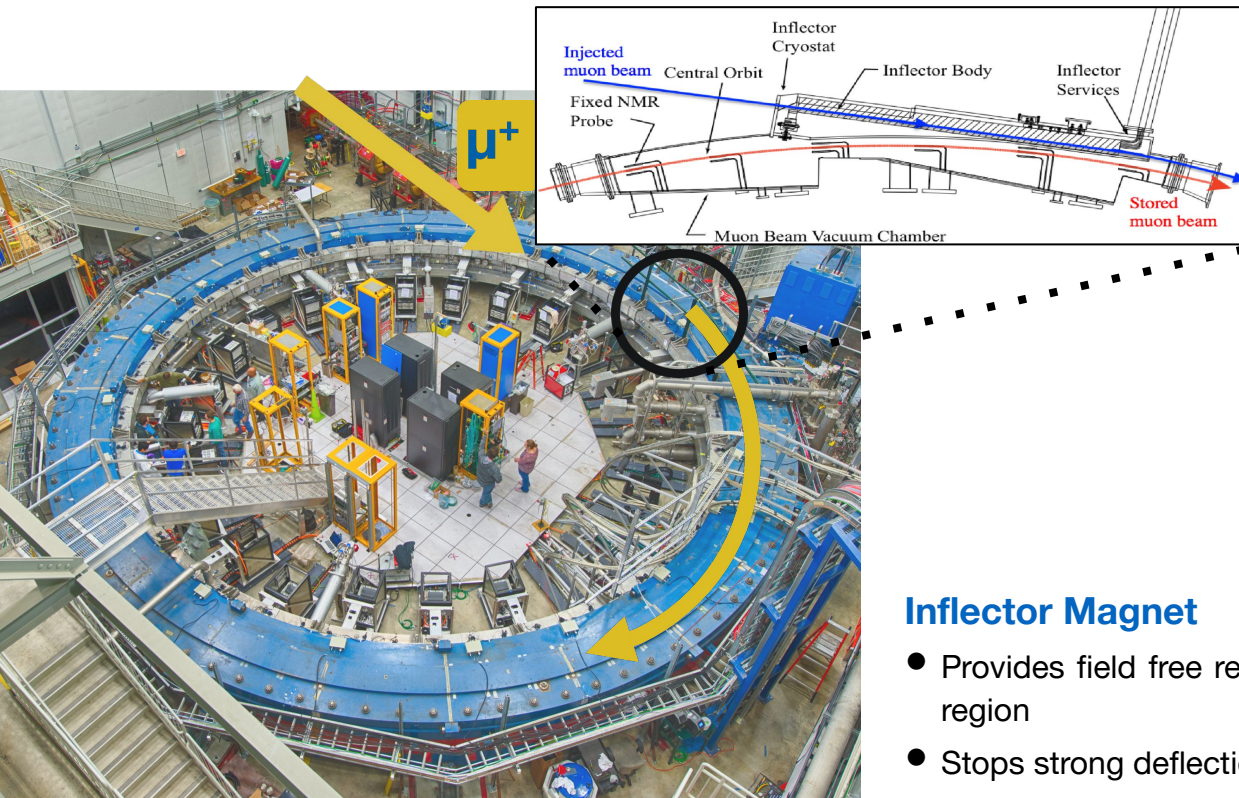 Inflector
Cryostat
Injected
muon beam
Central Orbit
Inflector Body
Inflector
Services
Fixed NMR
Probe
μ+
Stored
muon beam
Muon Beam Vacuum Chamber
Inflector Magnet
● Provides field free re
region
● Stops strong deflecti